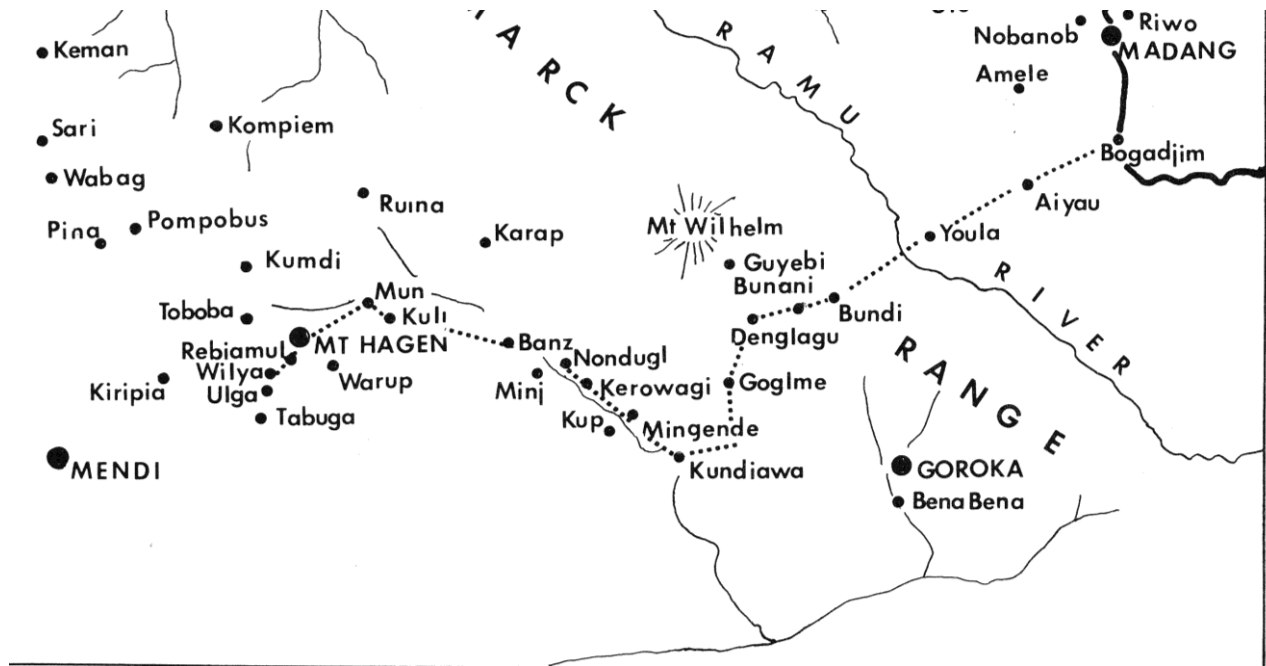 Riwo
Nobanob
MADANG
Keman
Amele
ARCK
RAMU
Sari
Kompiem
Bogadjim
Wabag
Ruina
Aiyau
Pina
Pompobus
Karap
Mt Wilhelm
Youla
Kumdi
Guyebi
Bunani
RIVER
Mun
Toboba
Kuli
Bundi
MT HAGEN
Banz
Denglagu
Rebiamul
Wilya
Nondugl
RANGE
Kiripia
Ulga
Warup
Minj
Kerowagi
Goglme
Tabuga
Kup
Mingende
MENDI
Kundiawa
GOROKA
BenaBena